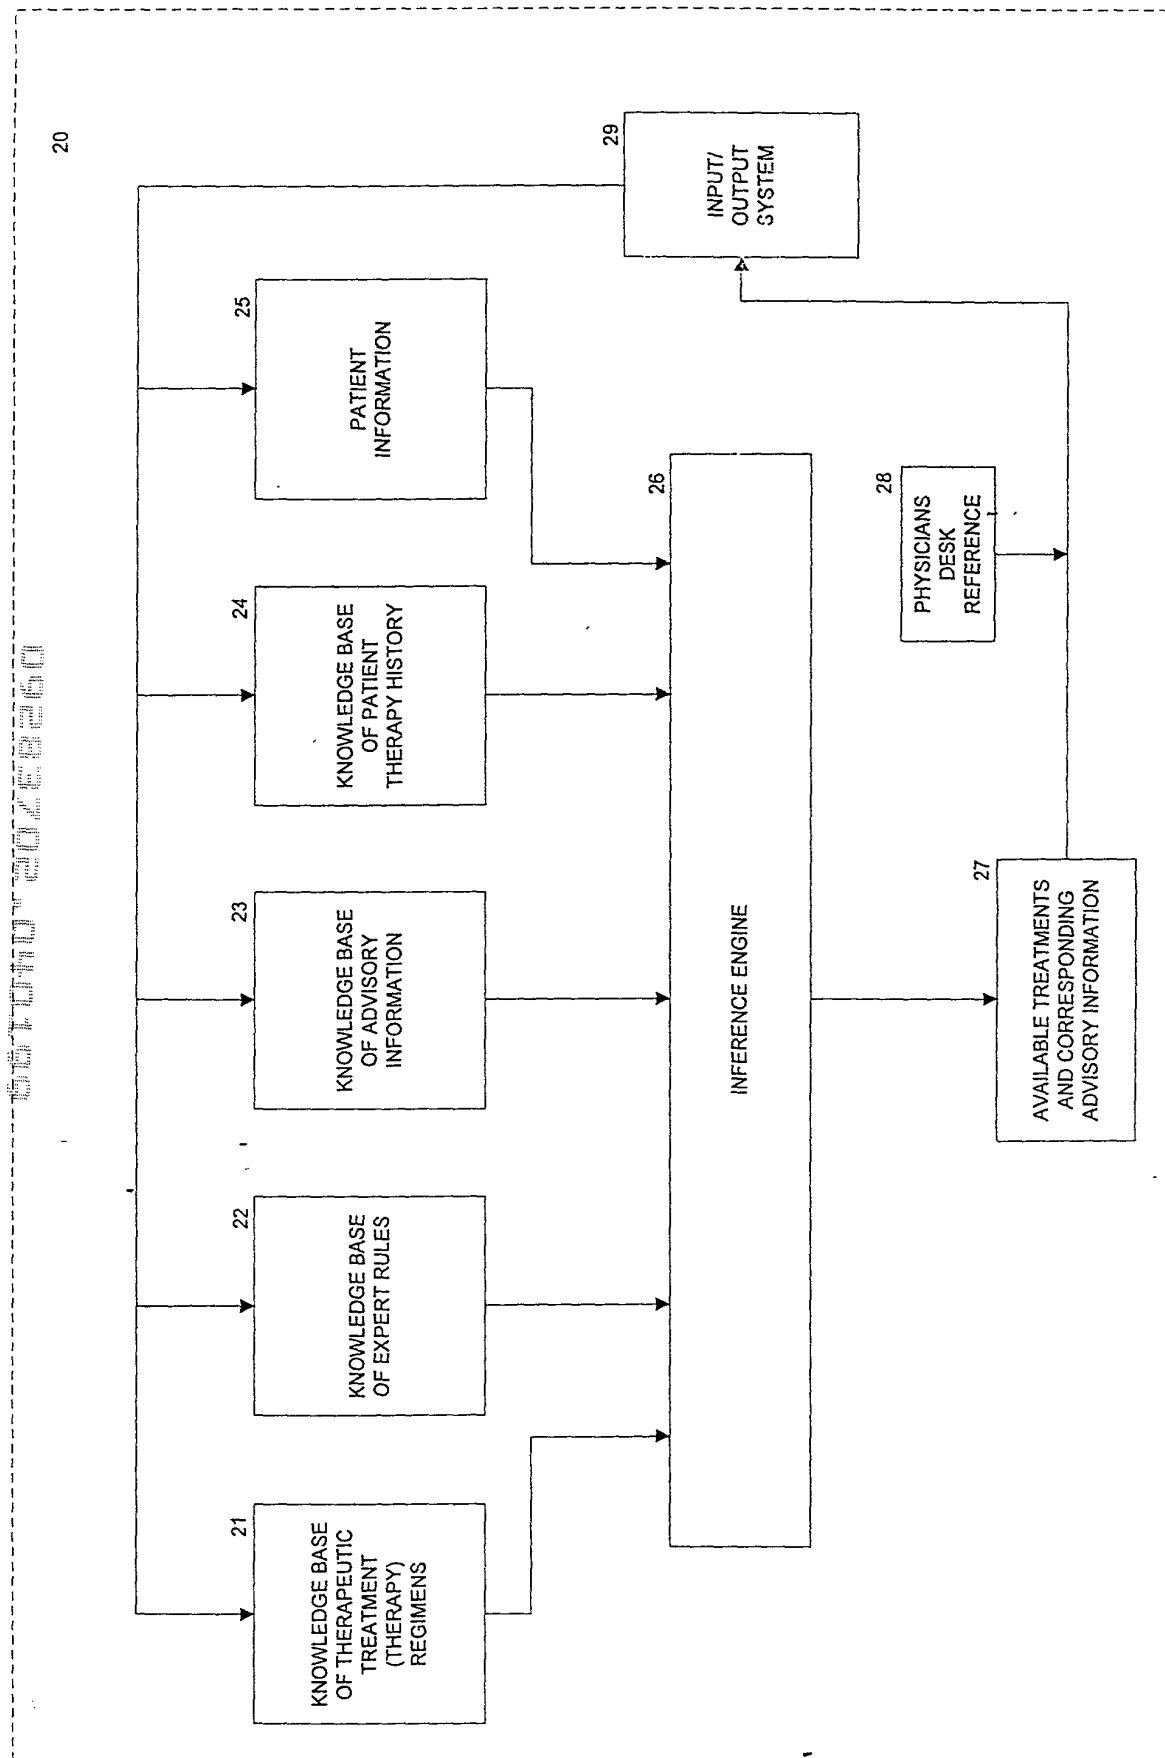 20
21
KNOWLEDGE BASE
OF THERAPEUTIC
TREATMENT
(THERAPY)
REGIMENS
22
KNOWLEDGE BASE
OF EXPERT RULES
23
KNOWLEDGE BASE
OF ADVISORY
INFORMATION
24
KNOWLEDGE BASE
OF PATIENT
THERAPY HISTORY
25
PATIENT
INFORMATION
29
INPUT/
OUTPUT
SYSTEM
26
INFERENCE ENGINE
28
PHYSICIANS
DESK
REFERENCE
27
AVAILABLE TREATMENTS
AND CORRESPONDING
ADVISORY INFORMATION